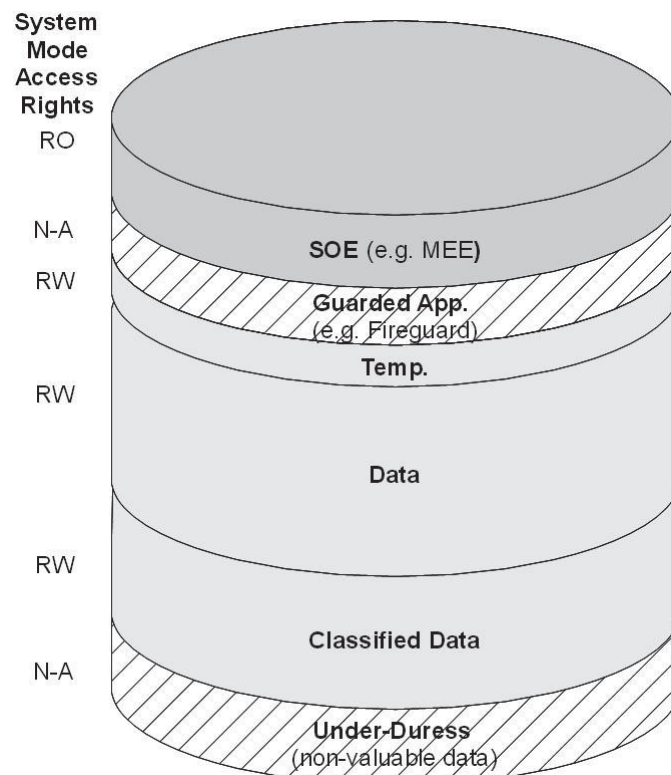 System
Mode
Access
Rights
RO
N-A
SOE (e.g. MEE)
RW
Guarded App.
(e.g. Fireguard)
Temp.
RW
Data
RW
Classified Data
N-A
Under-Duress
(non-valuable data)